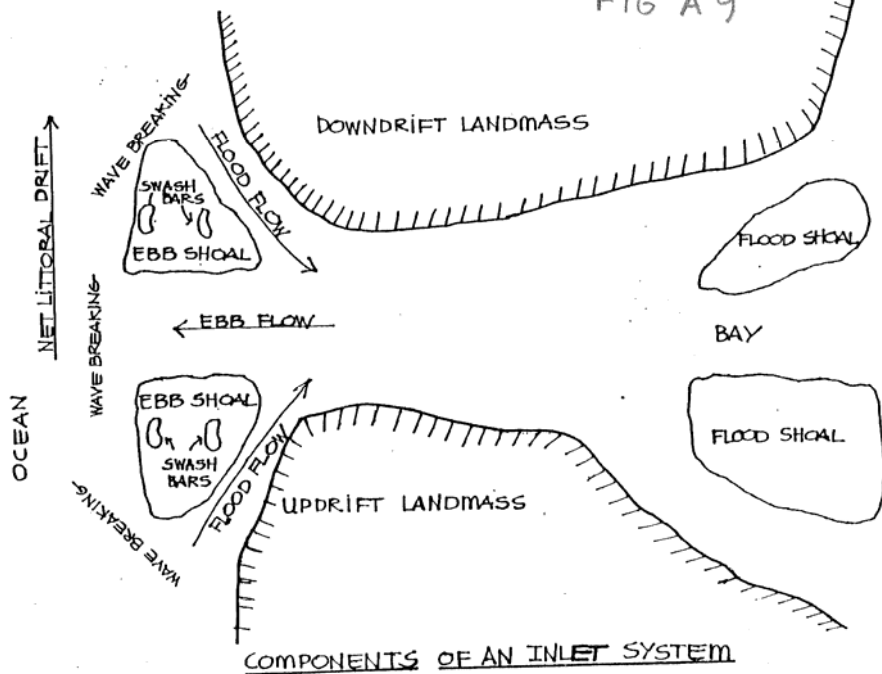 FIG A 9
DOWNDRIFT LANDMASS
WAVE BREAKING
FLOOD FLOW
NET LITTORAL DRIFT
SWASH
BARS
EBB SHOAL
FLOOD SHOAL
EBB FLOW
BAY
WAVE BREAKING
OCEAN
EBB SHOAL
SWASH
BARS
FLOOD FLOW
FLOOD SHOAL
UPDRIFT LANDMASS
WAVE BREAKING
COMPONENTS OF AN INLET SYSTEM